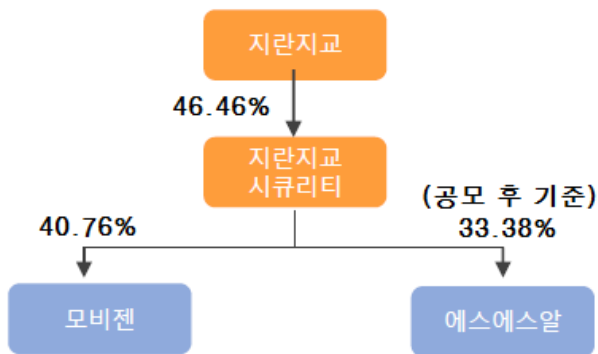 지란지교
46.46%
지란지교
시큐리티
(공모 후 기준)
40.76%
33.38%
모비젠
에스에스알